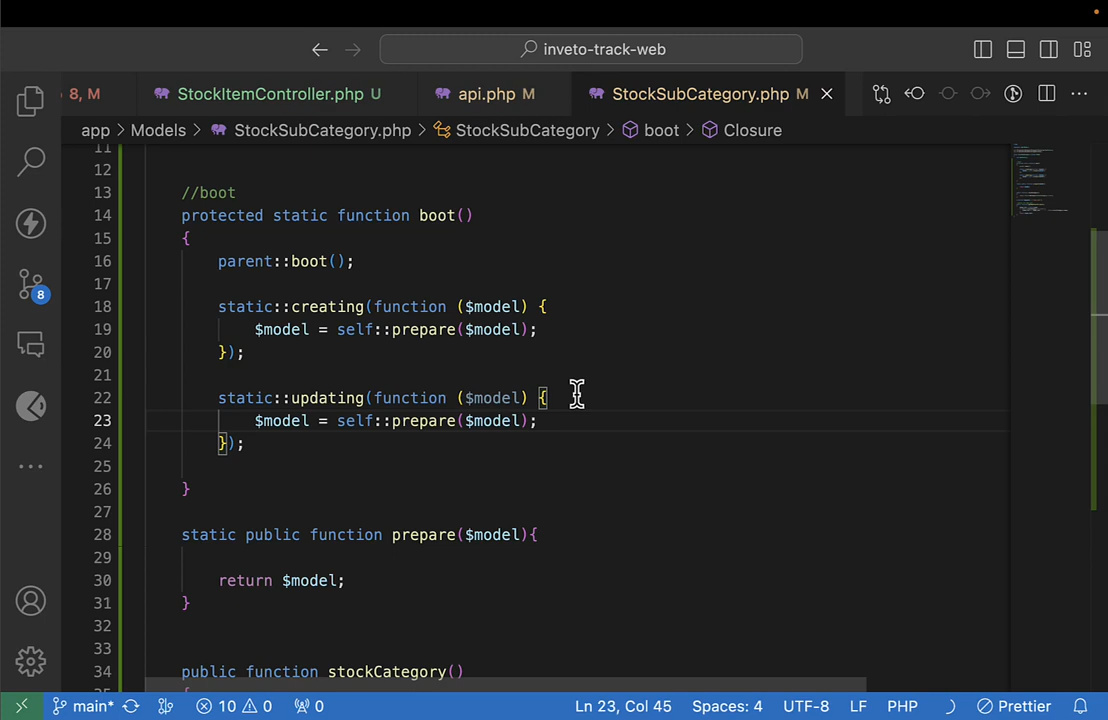 inveto-track-web
8, M
StockItemController.php U
api.php M
StockSubCategory.php M
app > Models > StockSubCategory.php > StockSubCategory > boot > Closure
11
12
13 //boot
14 protected static function boot()
15 {
16 parent::boot();
17
18 static::creating(function ($model) {
19 $model = self::prepare($model);
20 });
21
22 static::updating(function ($model) {
23 $model = self::prepare($model);
24 });
25
26 }
27
28 static public function prepare($model){
29
30 return $model;
31 }
32
33
34 public function stockCategory()
35 {
8
main* 10 0 0 Ln 23, Col 45 Spaces: 4 UTF-8 LF PHP Prettier